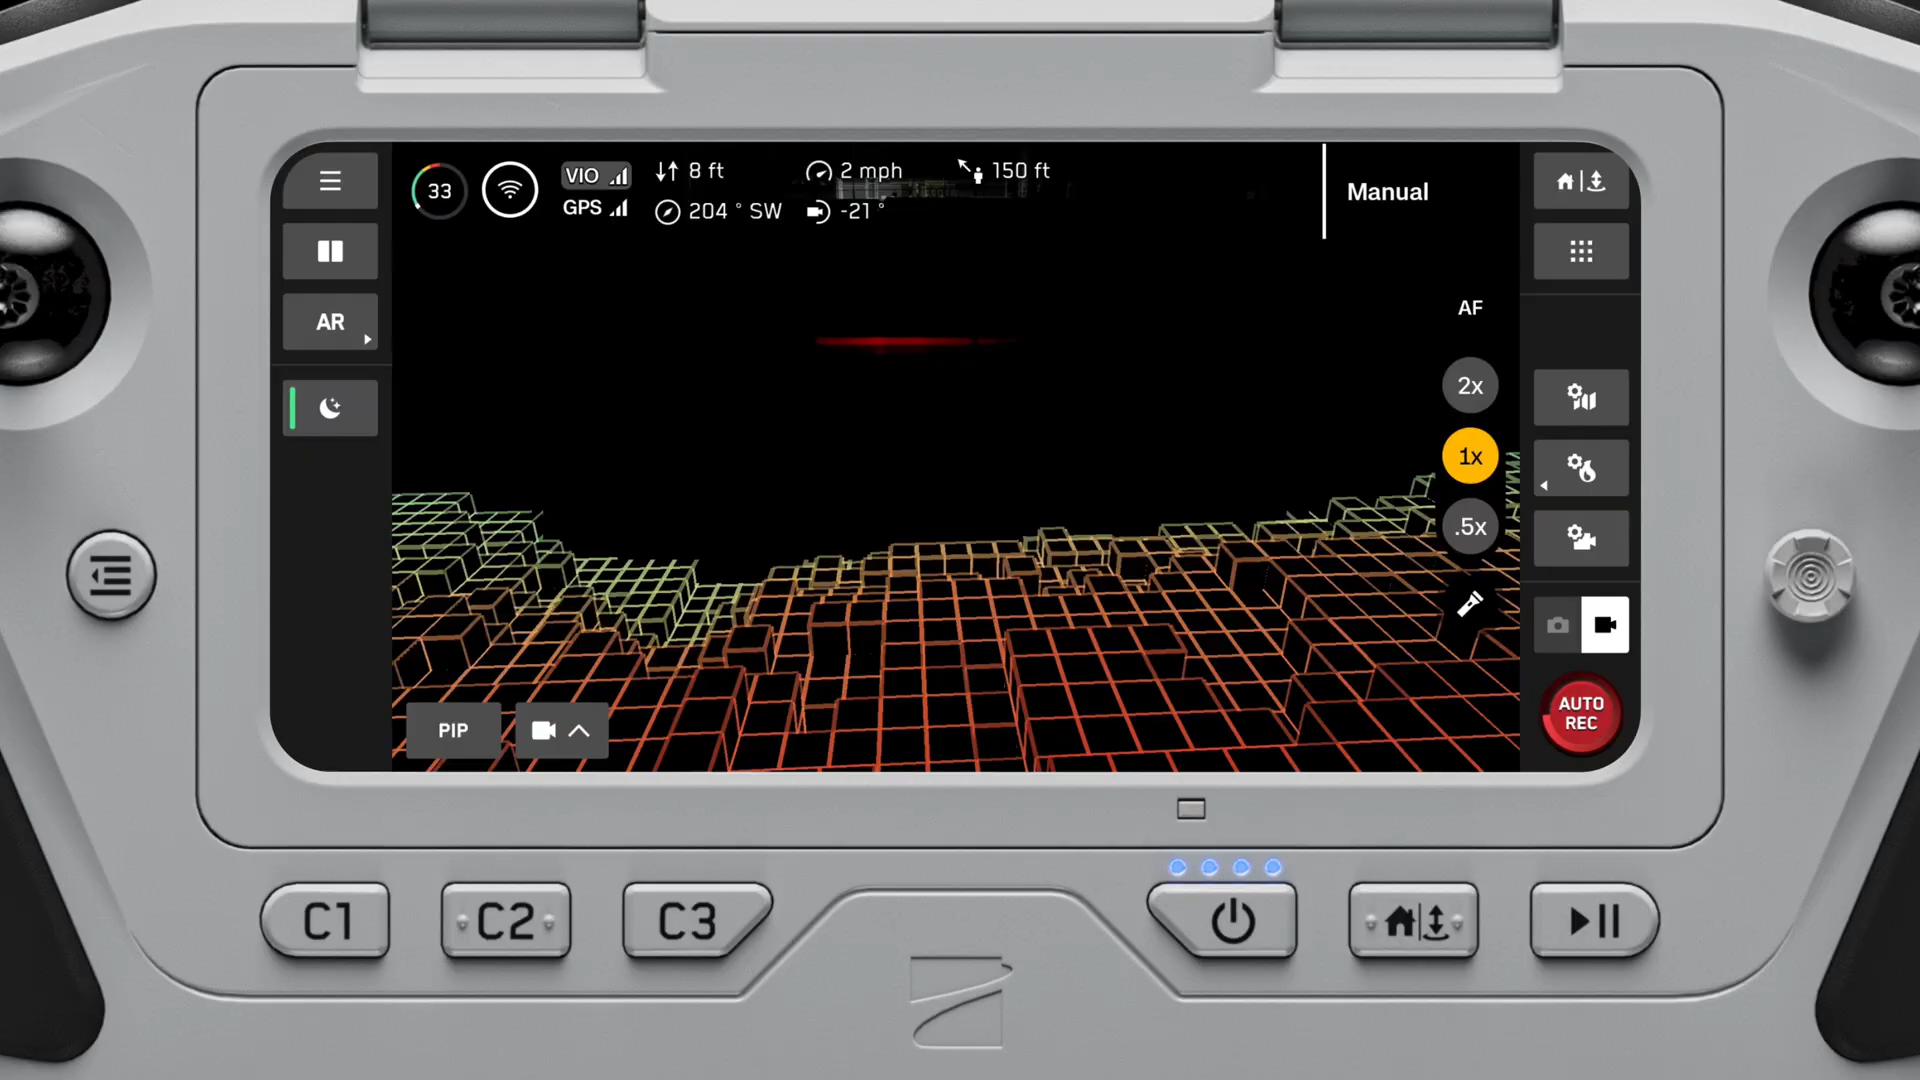 33
VIO
GPS
8 ft
2 mph
150 ft
204 ° SW
-21 °
Manual
AR
AF
2x
1x
.5x
PIP
AUTO
REC
C1
C2
C3